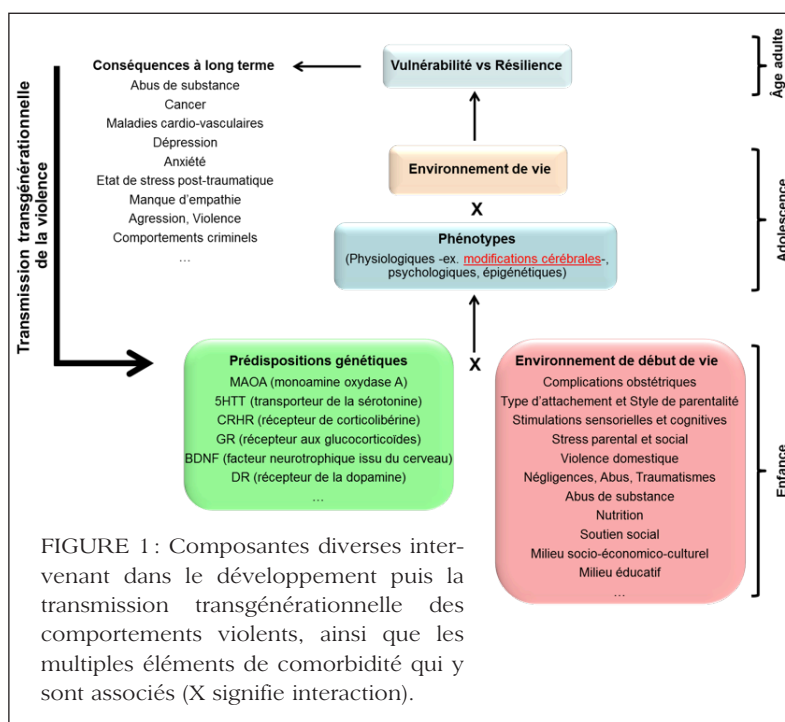 Conséquences à long terme
Abus de substance
Cancer
Maladies cardio-vasculaires
Dépression
Anxiété
Etat de stress post-traumatique
Manque d'empathie
Agression, Violence
Comportements criminels
...
Transmission transgénérationnelle
de la violence
Vulnérabilité vs Résilience
Âge adulte
Environnement de vie
X
Phénotypes
(Physiologiques -ex. modifications cérébrales-,
psychologiques, épigénétiques)
Adolescence
X
Prédispositions génétiques
MAOA (monoamine oxydase A)
5HTT (transporteur de la sérotonine)
CRHR (récepteur de corticolibérine)
GR (récepteur aux glucocorticoïdes)
BDNF (facteur neurotrophique issu du cerveau)
DR (récepteur de la dopamine)
...
Environnement de début de vie
Complications obstétriques
Type d'attachement et Style de parentalité
Stimulations sensorielles et cognitives
Stress parental et social
Violence domestique
Négligences, Abus, Traumatismes
Abus de substance
Nutrition
Soutien social
Milieu socio-économico-culturel
Milieu éducatif
...
Enfance
FIGURE 1: Composantes diverses inter-
venant dans le développement puis la
transmission transgénérationnelle des
comportements violents, ainsi que les
multiples éléments de comorbidité qui y
sont associés (X signifie interaction).